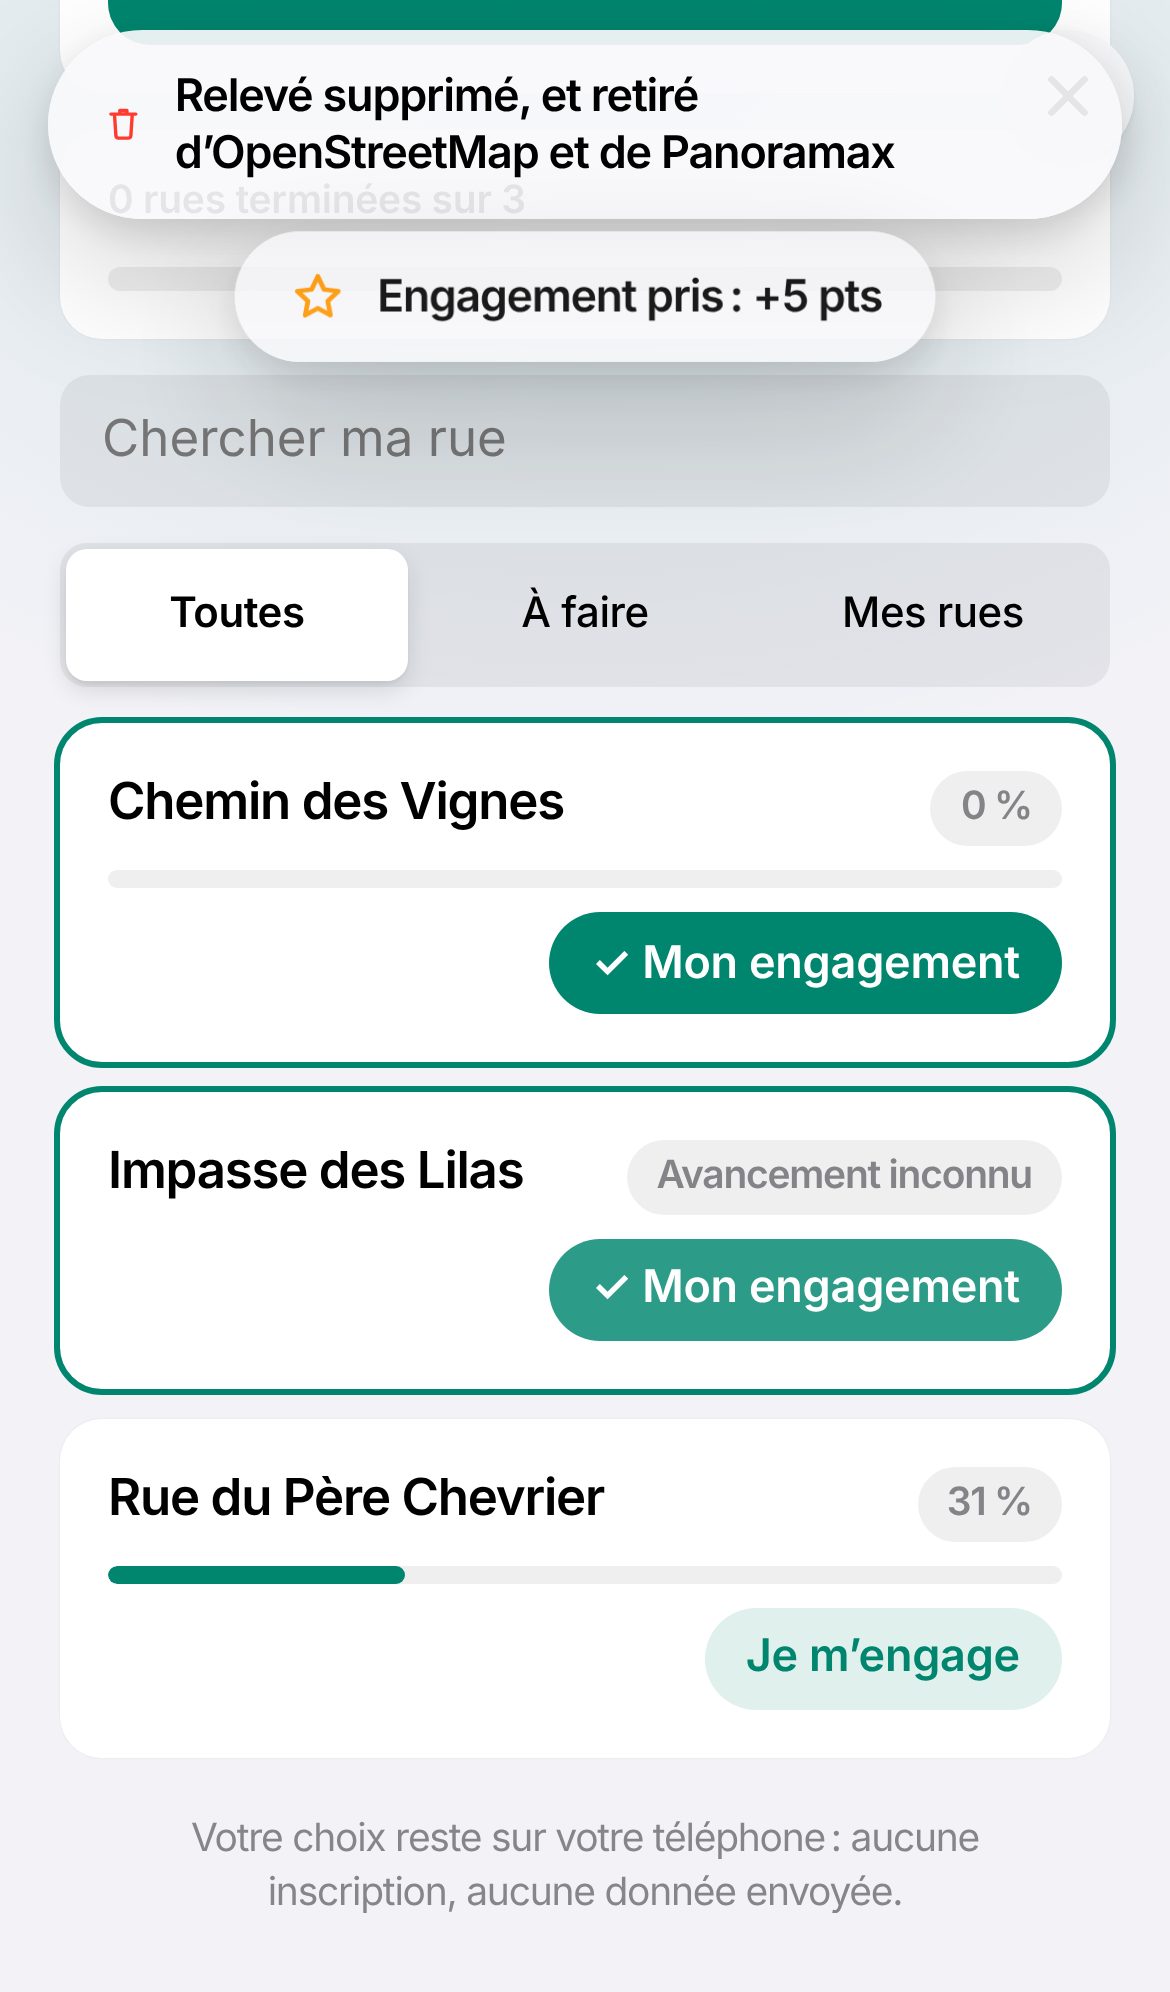 Relevé supprimé, et retiré
d’OpenStreetMap et de Panoramax
0 rues terminées sur 3
Engagement pris : +5 pts
Chercher ma rue
Toutes
À faire
Mes rues
Chemin des Vignes
0 %
✓ Mon engagement
Impasse des Lilas
Avancement inconnu
✓ Mon engagement
Rue du Père Chevrier
31 %
Je m’engage
Votre choix reste sur votre téléphone : aucune
inscription, aucune donnée envoyée.